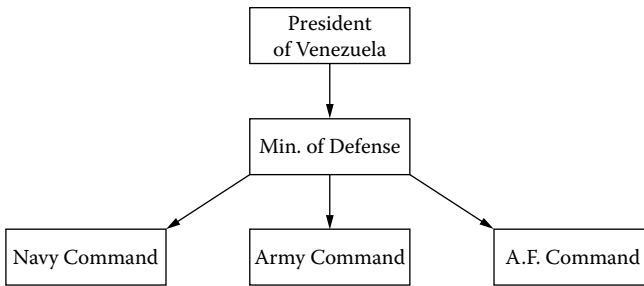 President
of Venezuela
Min. of Defense
Navy Command
Army Command
A.F. Command